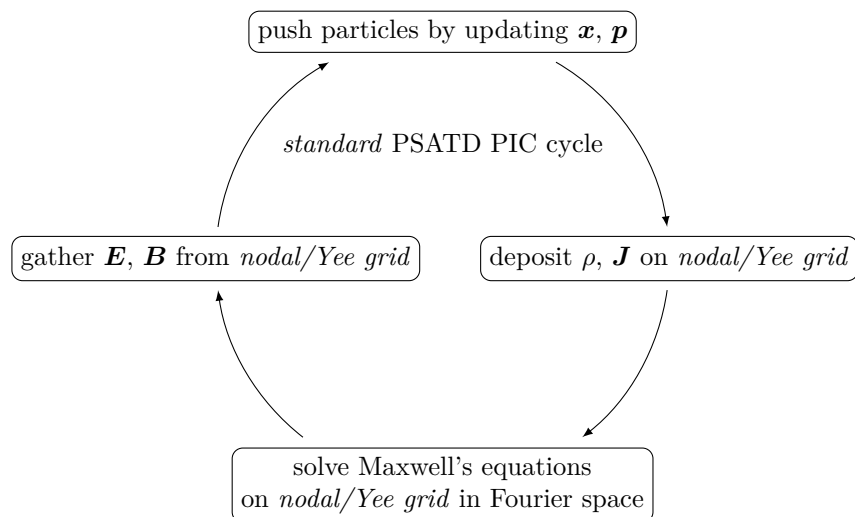 push particles by updating x, p
standard PSATD PIC cycle
gather E, B from nodal/Yee grid
deposit ρ, J on nodal/Yee grid
solve Maxwell's equations
on nodal/Yee grid in Fourier space